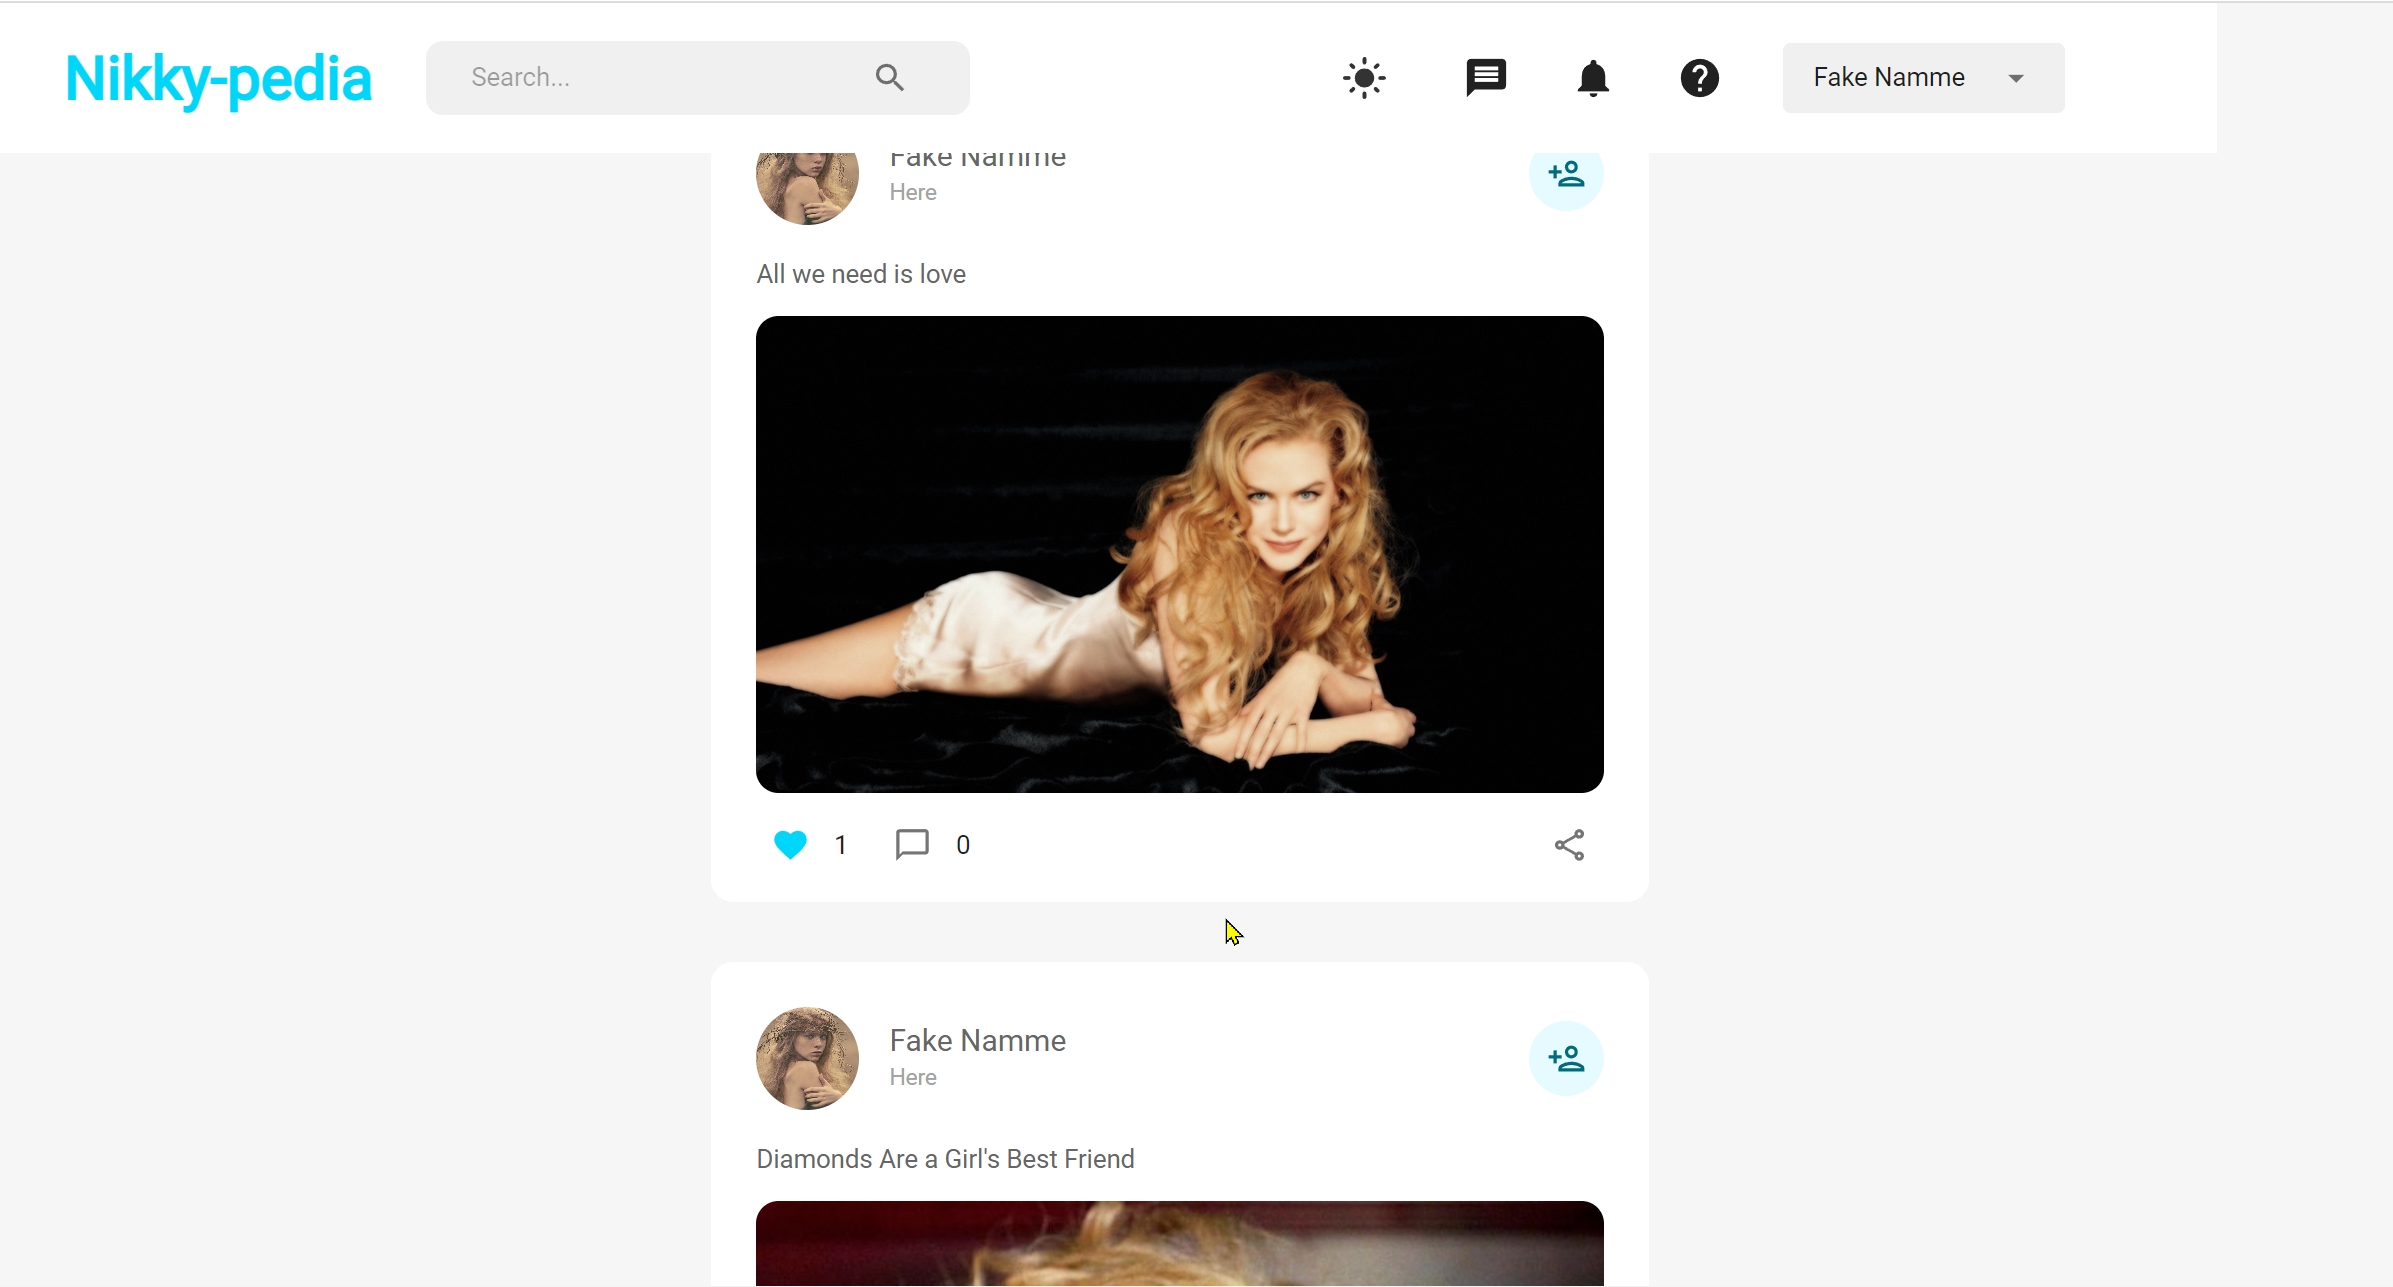 Nikky-pedia
Search...
Fake Namme
Fake Namme
Here
All we need is love
1
0
Fake Namme
Here
Diamonds Are a Girl's Best Friend